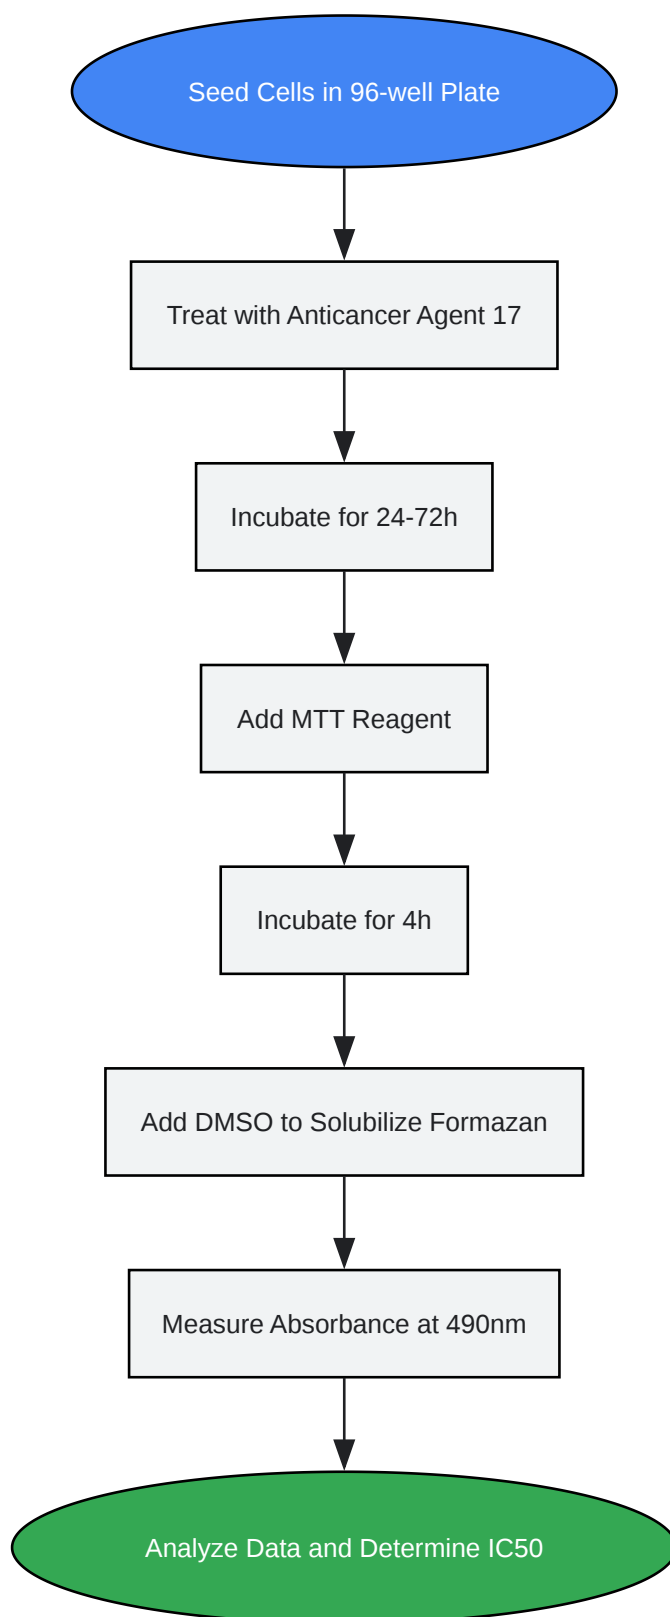 Seed Cells in 96-well Plate
Treat with Anticancer Agent 17
Incubate for 24-72h
Add MTT Reagent
Incubate for 4h
Add DMSO to Solubilize Formazan
Measure Absorbance at 490nm
Analyze Data and Determine IC50